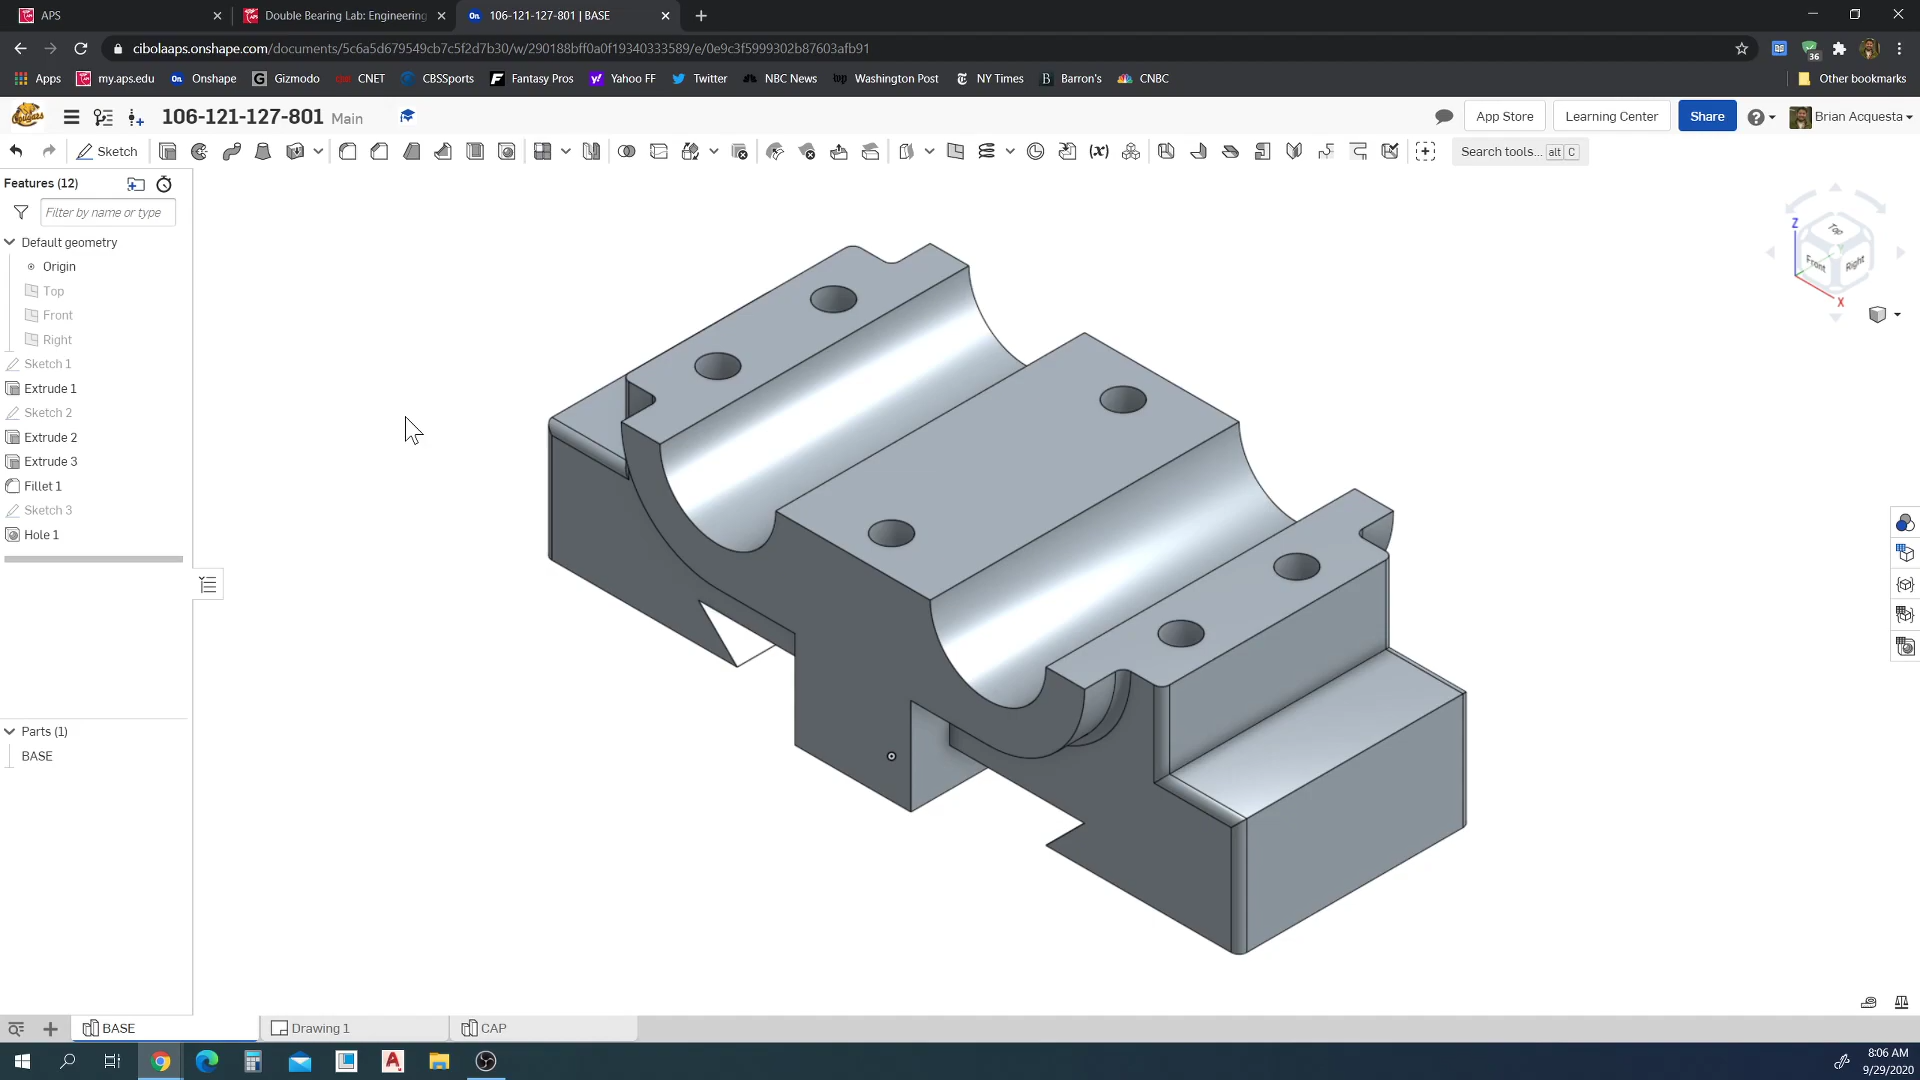 APS
Double Bearing Lab: Engineering
106-121-127-801 | BASE
cibolaaps.onshape.com/documents/5c6a5d679549cb7c5f2d7b30/w/290188bff0a0f19340333589/e/0e9c3f5999302b87603afb91
36
Apps my.aps.edu Onshape Gizmodo CNET CBSSports Fantasy Pros Yahoo FF Twitter NBC News Washington Post NY Times Barron's CNBC Other bookmarks
106-121-127-801 Main
App Store Learning Center Share Brian Acquesta
Sketch
(x)
Search tools... alt C
Features (12)
Filter by name or type
Default geometry
Origin
Top
Front
Right
Sketch 1
Extrude 1
Sketch 2
Extrude 2
Extrude 3
Fillet 1
Sketch 3
Hole 1
Parts (1)
BASE
Z
Top
Front
Right
X
BASE
Drawing 1
CAP
8:06 AM
9/29/2020